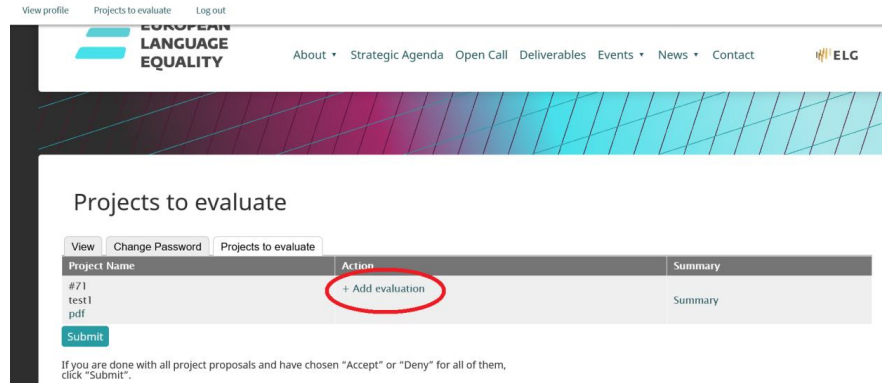 View profile Projects to evaluate Log out
EUROPEAN
LANGUAGE
EQUALITY
About Strategic Agenda Open Call Deliverables Events News Contact
ELG
Projects to evaluate
View Change Password Projects to evaluate
Project Name Action Summary
#71
test1
pdf
+ Add evaluation
Summary
Submit
If you are done with all project proposals and have chosen “Accept” or “Deny” for all of them,
click “Submit”.